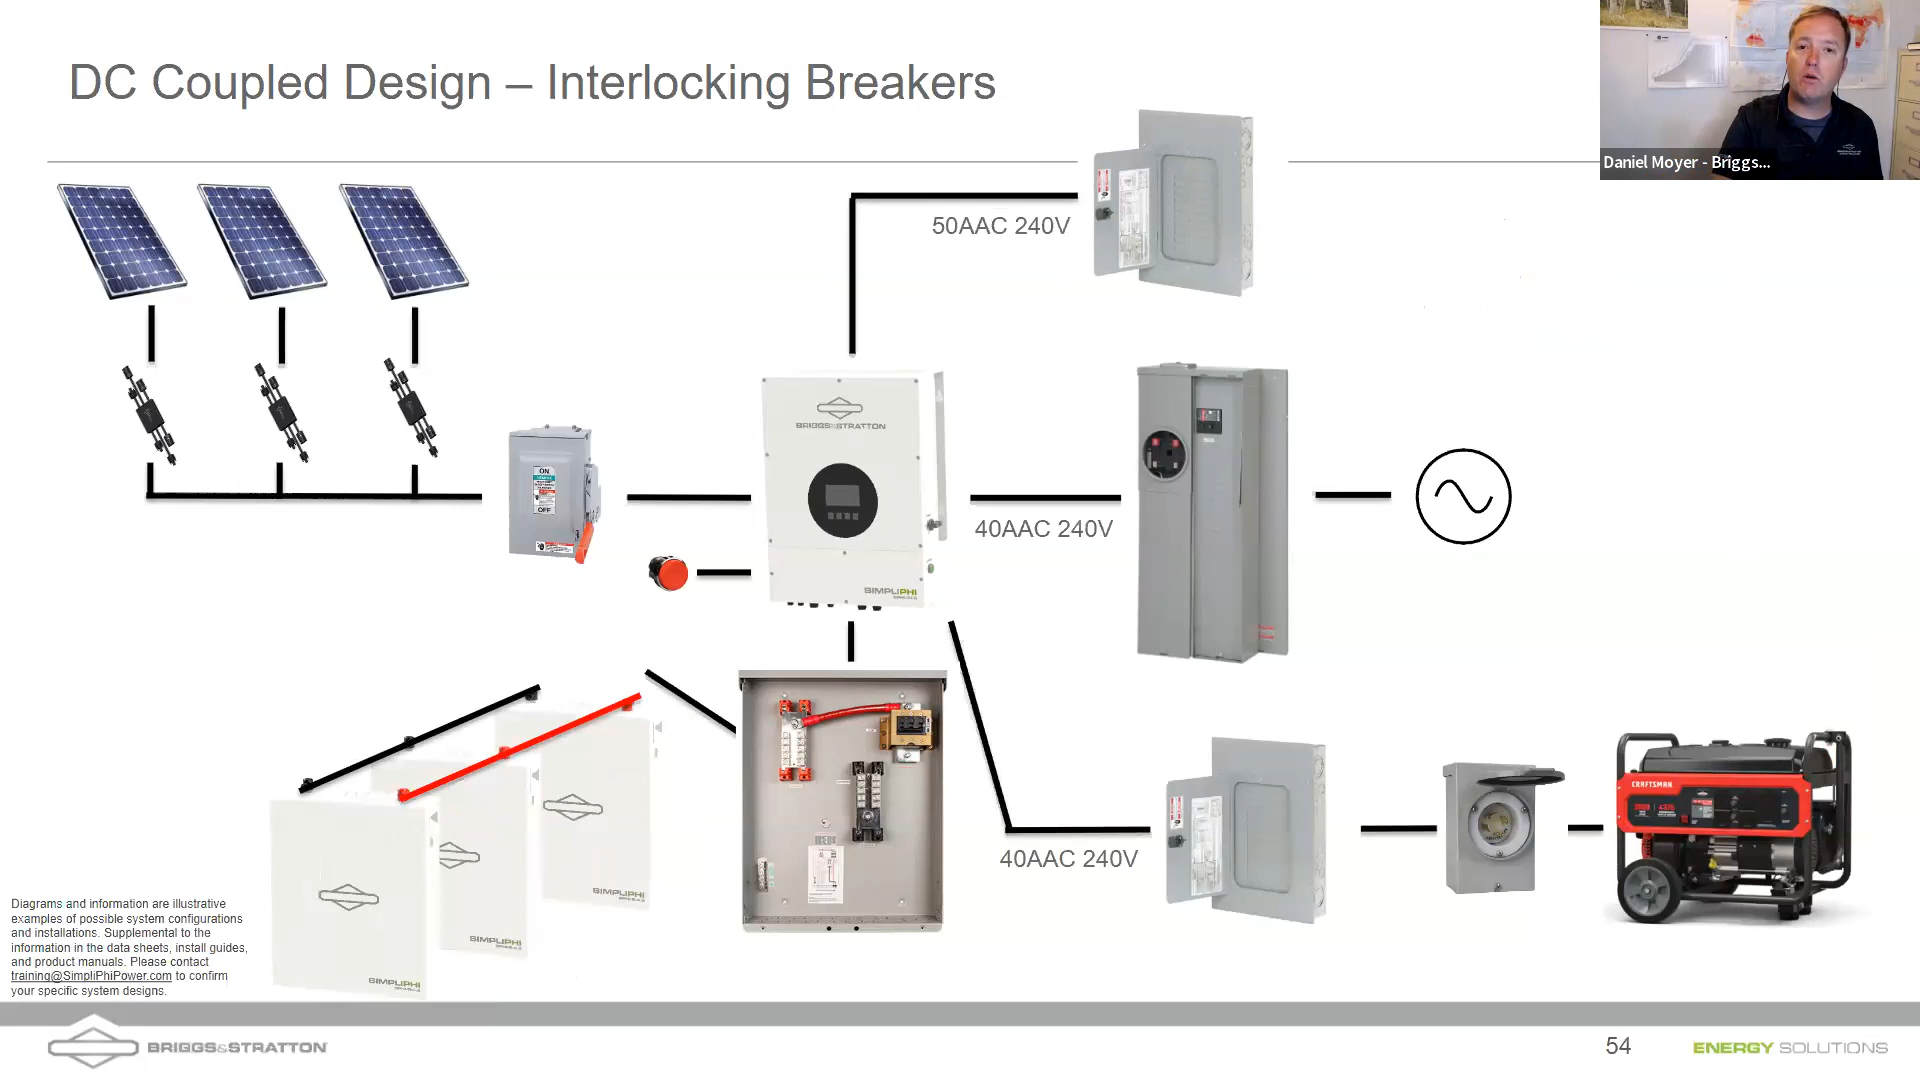 DC Coupled Design – Interlocking Breakers
Daniel Moyer - Briggs...
50AAC 240V
BRIGGS&STRATTON
ON
OFF
40AAC 240V
SIMPLIPHI
40AAC 240V
CRAFTSMAN
SIMPLIPHI
SIMPLIPHI
SIMPLIPHI
Diagrams and information are illustrative
examples of possible system configurations
and installations. Supplemental to the
information in the data sheets, install guides,
and product manuals. Please contact
training@SimpliPhiPower.com to confirm
your specific system designs.
BRIGGS&STRATTON
54
ENERGY SOLUTIONS